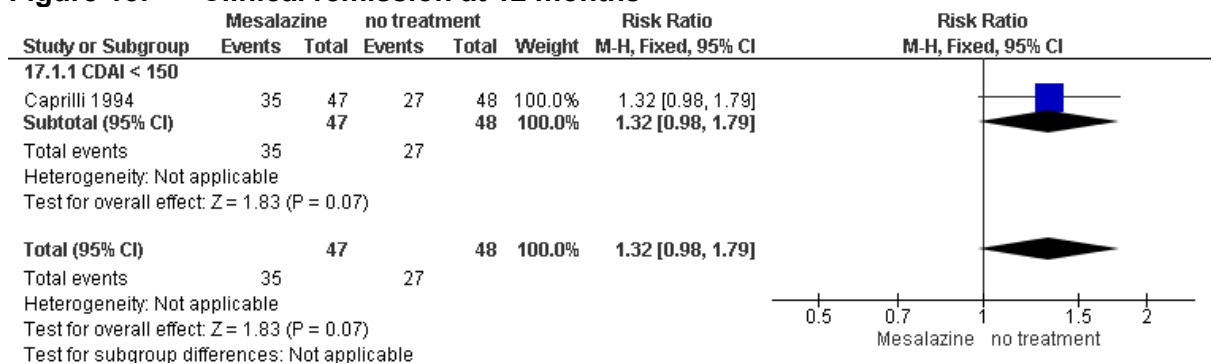 Figure Clinical remission at 12 months
Mesalazine no treatment Risk Ratio Risk Ratio
Study or Subgroup Events Total Events Total Weight M-H, Fixed, 95% CI M-H, Fixed, 95% CI
17.1.1 CDAI < 150
Caprilli 1994 35 47 27 48 100.0% 1.32 [0.98, 1.79]
Subtotal (95% CI) 47 48 100.0% 1.32 [0.98, 1.79]
Total events 35 27
Heterogeneity: Not applicable
Test for overall effect: Z = 1.83 (P = 0.07)
Total (95% CI) 47 48 100.0% 1.32 [0.98, 1.79]
Total events 35 27
Heterogeneity: Not applicable
Test for overall effect: Z = 1.83 (P = 0.07)
Test for subgroup differences: Not applicable
0.5 0.7 1 1.5 2
Mesalazine no treatment